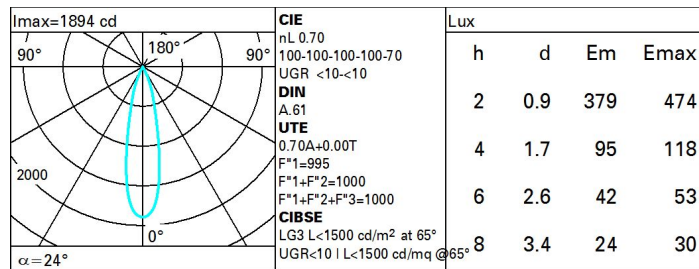 Imax=1894 cd
90°
180°
90°
2000
0°
α=24°
CIE
nL 0.70
100-100-100-100-70
UGR <10-<10
DIN
A.61
UTE
0.70A+0.00T
F"1=995
F"1+F"2=1000
F"1+F"2+F"3=1000
CIBSE
LG3 L<1500 cd/m² at 65°
UGR<10 | L<1500 cd/mq @65°
Lux
h d Em Emax
2 0.9 379 474
4 1.7 95 118
6 2.6 42 53
8 3.4 24 30